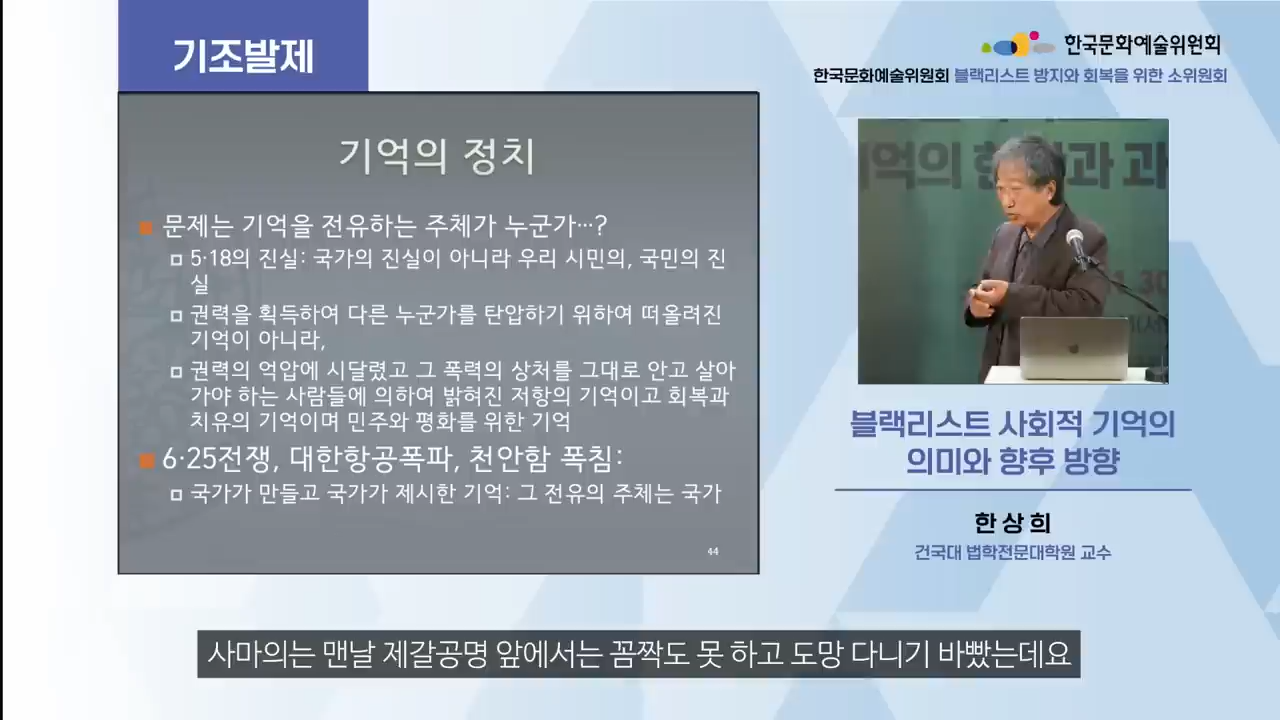 기조발제
한국문화예술위원회
한국문화예술위원회 블랙리스트 방지와 회복을 위한 소위원회
기억의 정치
문제는 기억을 전유하는 주체가 누군가…?
5·18의 진실: 국가의 진실이 아니라 우리 시민의, 국민의 진
실
권력을 획득하여 다른 누군가를 탄압하기 위하여 떠올려진
기억이 아니라,
권력의 억압에 시달렸고 그 폭력의 상처를 그대로 안고 살아
가야 하는 사람들에 의하여 밝혀진 저항의 기억이고 회복과
치유의 기억이며 민주와 평화를 위한 기억
6·25전쟁, 대한항공폭파, 천안함 폭침:
국가가 만들고 국가가 제시한 기억: 그 전유의 주체는 국가
44
블랙리스트 사회적 기억의
의미와 향후 방향
한상희
건국대 법학전문대학원 교수
사마의는 맨날 제갈공명 앞에서는 꼼짝도 못 하고 도망 다니기 바빴는데요